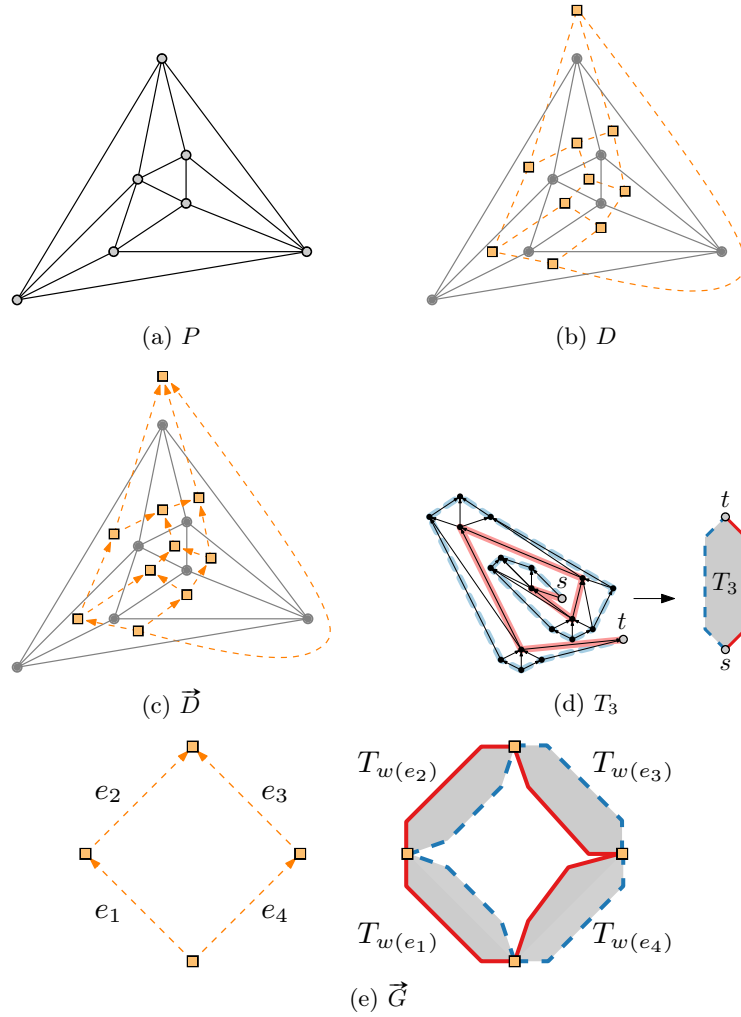 (a) P
(b) D
t
s
t
T₃
s
(c) D⃗
(d) T₃
e₂
e₃
e₁
e₄
T_{w(e₂)}
T_{w(e₃)}
T_{w(e₁)}
T_{w(e₄)}
(e) G⃗